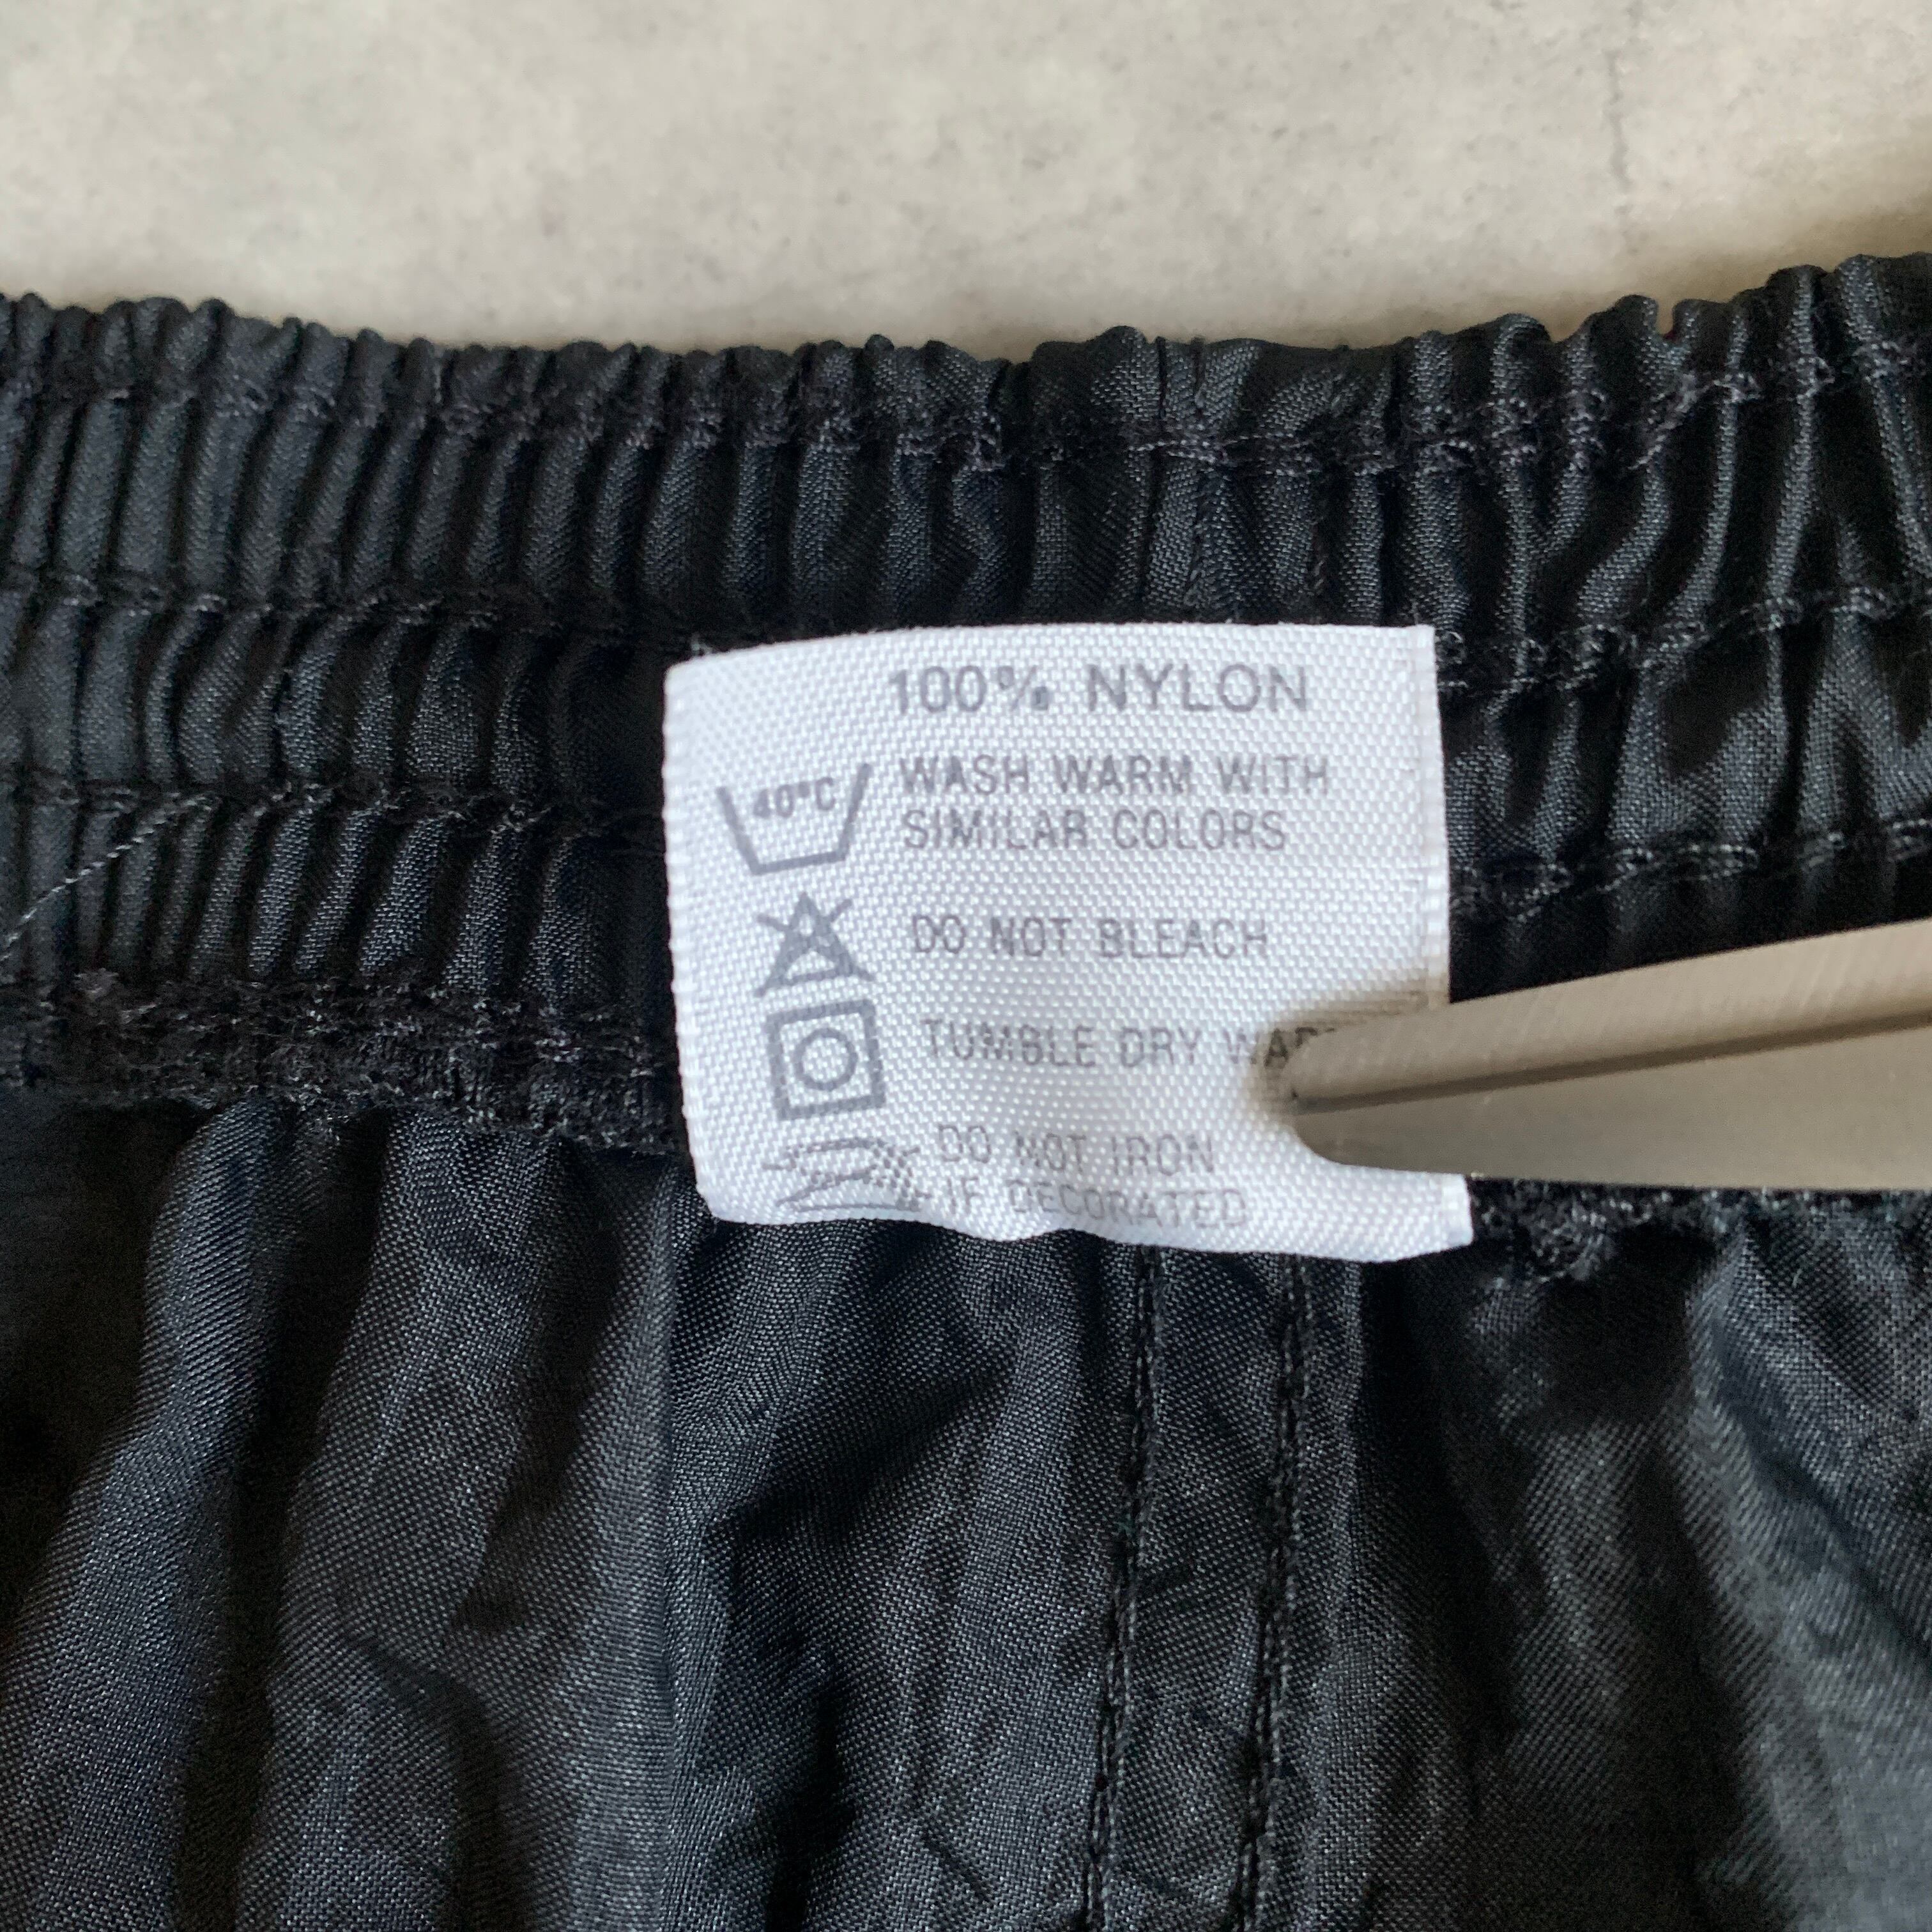 100% NYLON
40°C
WASH WARM WITH
SIMILAR COLORS
DO NOT BLEACH
TUMBLE DRY
DO NOT IRON
IF DECORATED